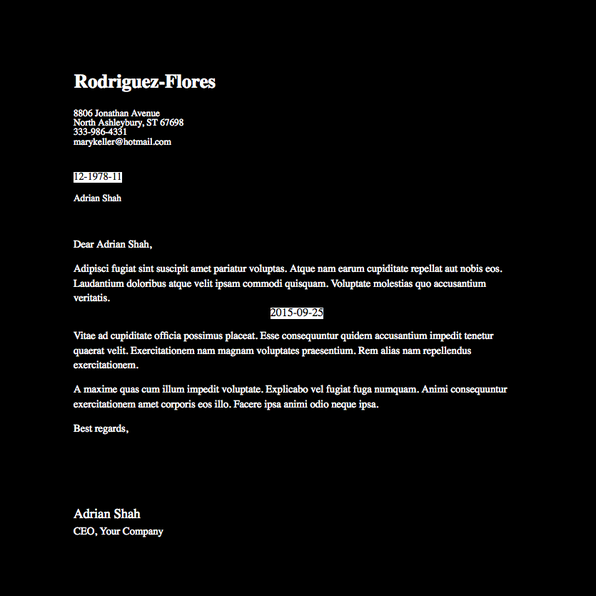 Rodriguez-Flores
8806 Jonathan Avenue
North Ashleybury, ST 67698
333-986-4331
marykeller@hotmail.com
12-1978-11
Adrian Shah
Dear Adrian Shah,
Adipisci fugiat sint suscipit amet pariatur voluptas. Atque nam earum cupiditate repellat aut nobis eos.
Laudantium doloribus atque velit ipsam commodi quisquam. Voluptate molestias quo accusantium
veritatis.
2015-09-25
Vitae ad cupiditate officia possimus placeat. Esse consequuntur quidem accusantium impedit tenetur
quaerat velit. Exercitationem nam magnam voluptates praesentium. Rem alias nam repellendus
exercitationem.
A maxime quas cum illum impedit voluptate. Explicabo vel fugiat fuga numquam. Animi consequuntur
exercitationem amet corporis eos illo. Facere ipsa animi odio neque ipsa.
Best regards,
Adrian Shah
CEO, Your Company